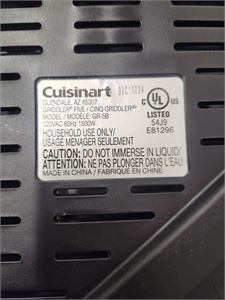 Cuisinart
GLENDALE, AZ 85307
GRIDDLER FIVE / CINQ GRIDDLER®
MODEL / MODELE: GR-5B
120VAC 60Hz 1500W
HOUSEHOLD USE ONLY/
USAGE MENAGER SEULEMENT
CAUTION: DO NOT IMMERSE IN LIQUID/
ATTENTION: NE PAS PLONGER DANS L'EAU
MADE IN CHINA / FABRIQUÉ EN CHINE
C UL US
LISTED
54J9
E81296